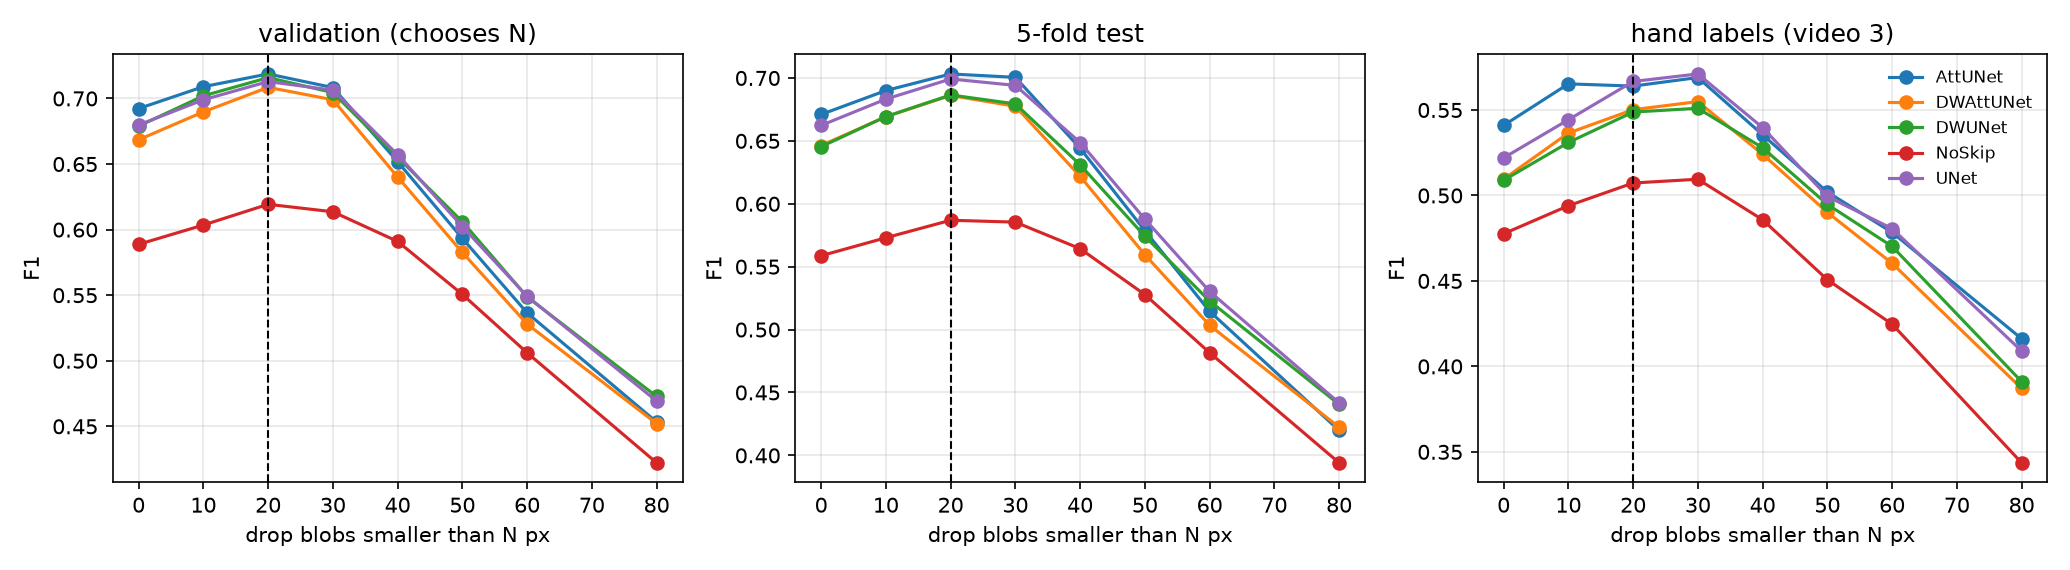 validation (chooses N)
F1
0.70
0.65
0.60
0.55
0.50
0.45
0 10 20 30 40 50 60 70 80
drop blobs smaller than N px
5-fold test
F1
0.70
0.65
0.60
0.55
0.50
0.45
0.40
0 10 20 30 40 50 60 70 80
drop blobs smaller than N px
hand labels (video 3)
F1
0.55
0.50
0.45
0.40
0.35
AttUNet
DWAttUNet
DWUNet
NoSkip
UNet
0 10 20 30 40 50 60 70 80
drop blobs smaller than N px